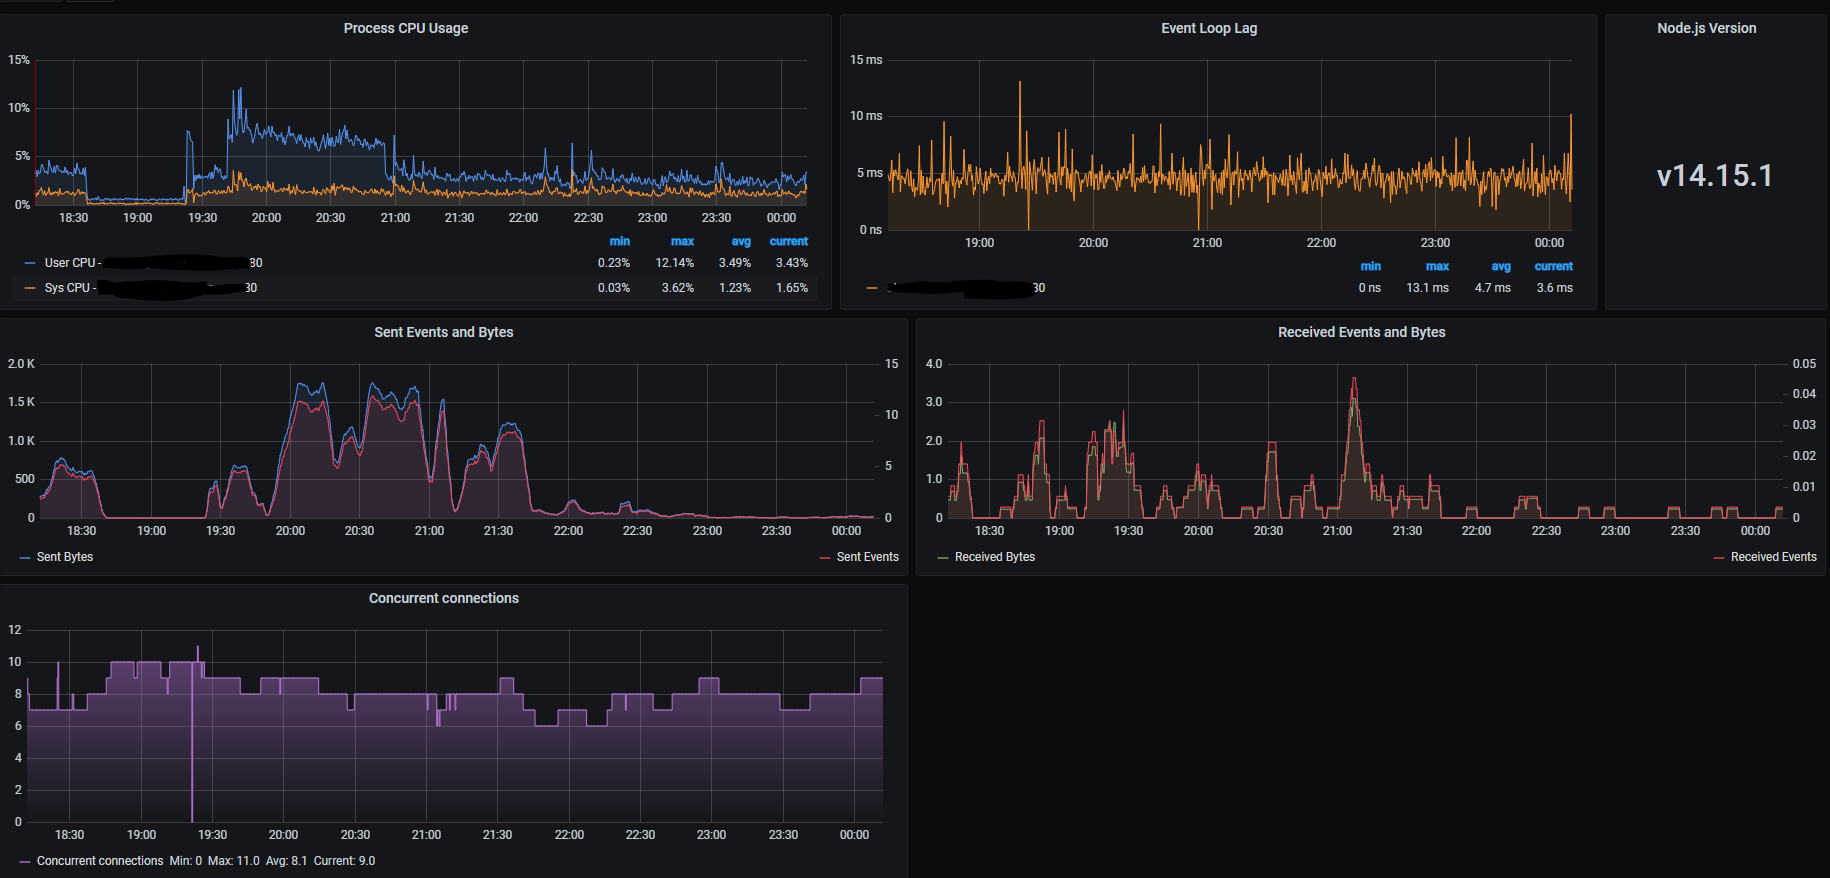 Process CPU Usage
15%
10%
5%
0%
18:30 19:00 19:30 20:00 20:30 21:00 21:30 22:00 22:30 23:00 23:30 00:00
min max avg current
User CPU - 30 0.23% 12.14% 3.49% 3.43%
Sys CPU - 30 0.03% 3.62% 1.23% 1.65%
Event Loop Lag
15 ms
10 ms
5 ms
0 ns
19:00 20:00 21:00 22:00 23:00 00:00
min max avg current
30 0 ns 13.1 ms 4.7 ms 3.6 ms
Node.js Version
v14.15.1
Sent Events and Bytes
2.0 K 15
1.5 K
10
1.0 K
5
500
0 0
18:30 19:00 19:30 20:00 20:30 21:00 21:30 22:00 22:30 23:00 23:30 00:00
Sent Bytes Sent Events
Received Events and Bytes
4.0 0.05
0.04
3.0
0.03
2.0
0.02
1.0
0.01
0 0
18:30 19:00 19:30 20:00 20:30 21:00 21:30 22:00 22:30 23:00 23:30 00:00
Received Bytes Received Events
Concurrent connections
12
10
8
6
4
2
0
18:30 19:00 19:30 20:00 20:30 21:00 21:30 22:00 22:30 23:00 23:30 00:00
Concurrent connections Min: 0 Max: 11.0 Avg: 8.1 Current: 9.0